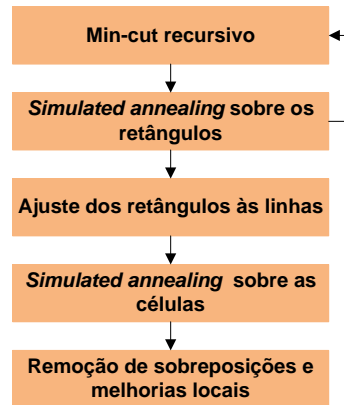 Min-cut recursivo
Simulated annealing sobre os
retângulos
Ajuste dos retângulos às linhas
Simulated annealing sobre as
células
Remoção de sobreposições e
melhorias locais